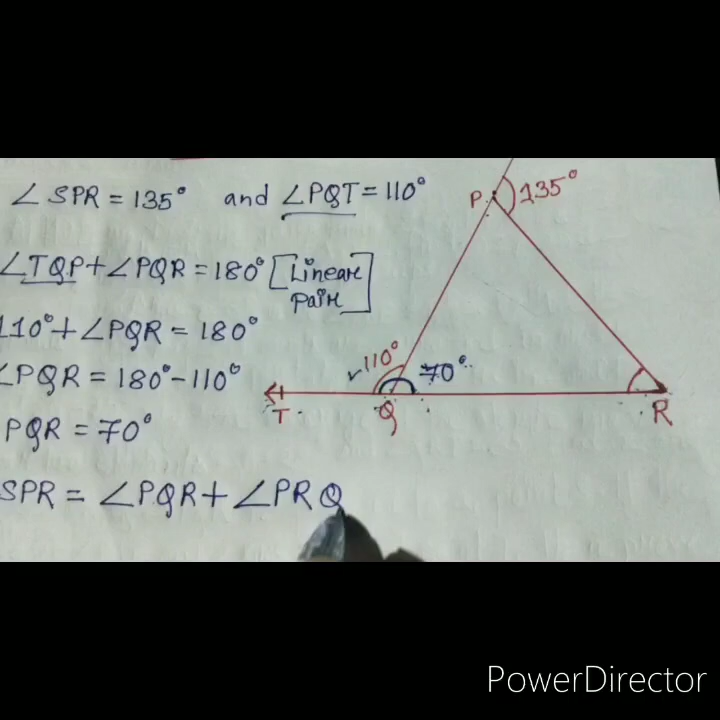 ∠SPR = 135° and ∠PQT = 110°
∠TQP + ∠PQR = 180° [Linear pair]
110° + ∠PQR = 180°
∠PQR = 180° - 110°
PQR = 70°
SPR = ∠PQR + ∠PRQ
P
135°
110°
70°
T
Q
R
PowerDirector